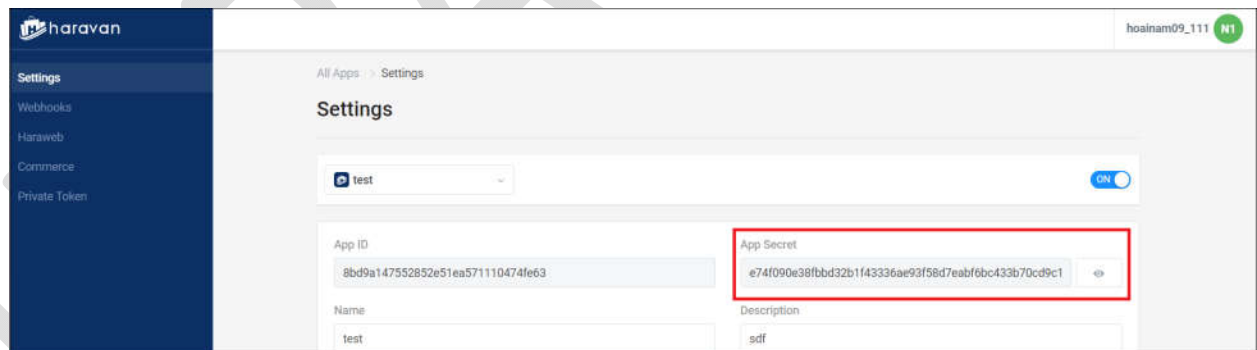 haravan
hoainam09_111 N1
Settings
Webhooks
Haraweb
Commerce
Private Token
All Apps > Settings
Settings
test
ON
App ID
8bd9a147552852e51ea571110474fe63
App Secret
e74f090e38fbbd32b1f43336ae93f58d7eabf6bc433b70cd9c1
Name
test
Description
sdf